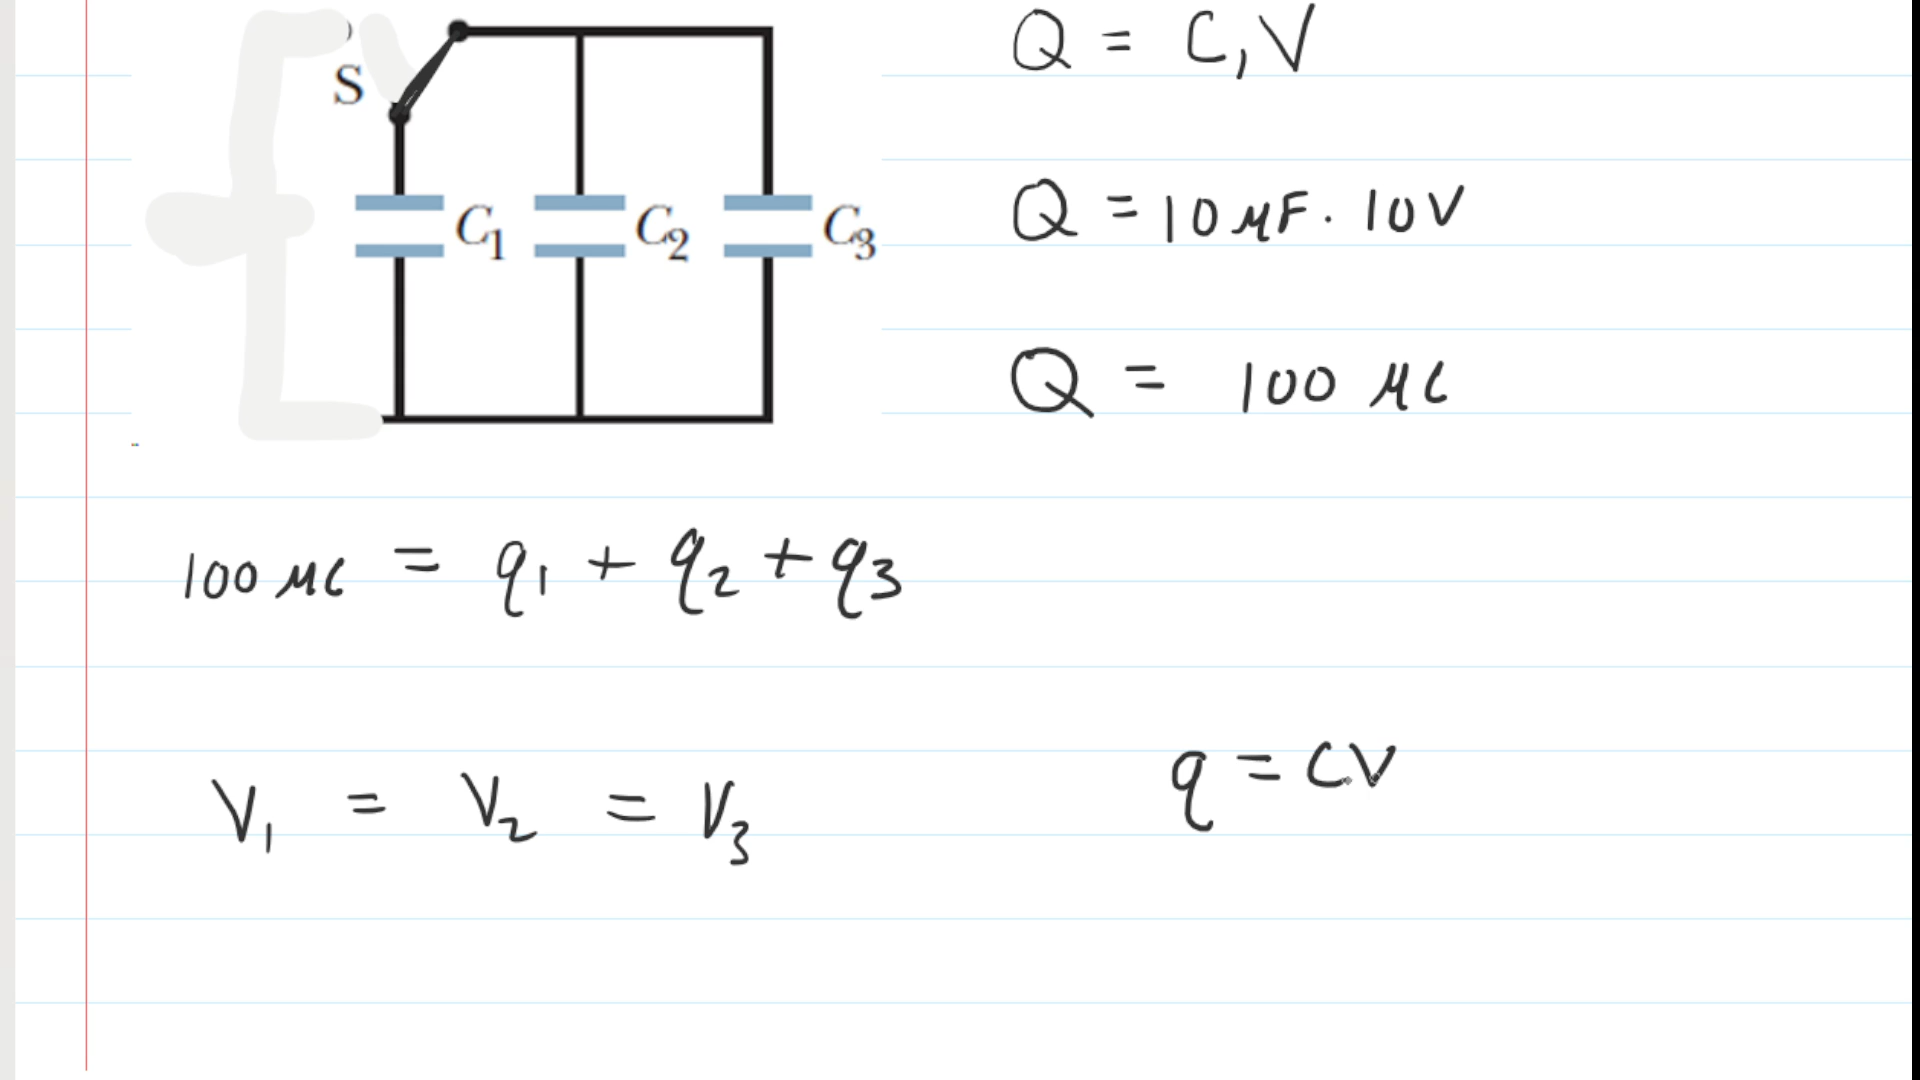 S
C₁ C₂ C₃
Q = C₁V
Q = 10 μF . 10V
Q = 100 μC
100 μC = q₁ + q₂ + q₃
V₁ = V₂ = V₃
q = CV